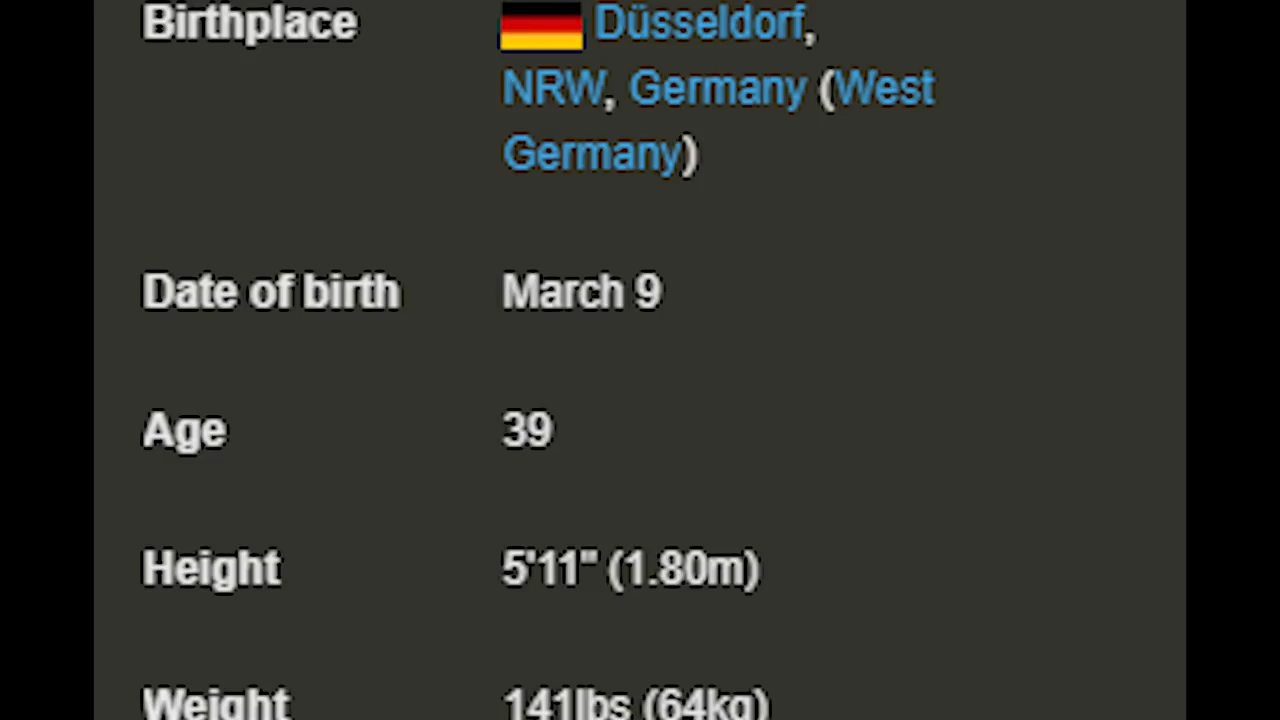 Birthplace Düsseldorf,
NRW, Germany (West
Germany)
Date of birth March 9
Age 39
Height 5'11" (1.80m)
Weight 141lbs (64kg)